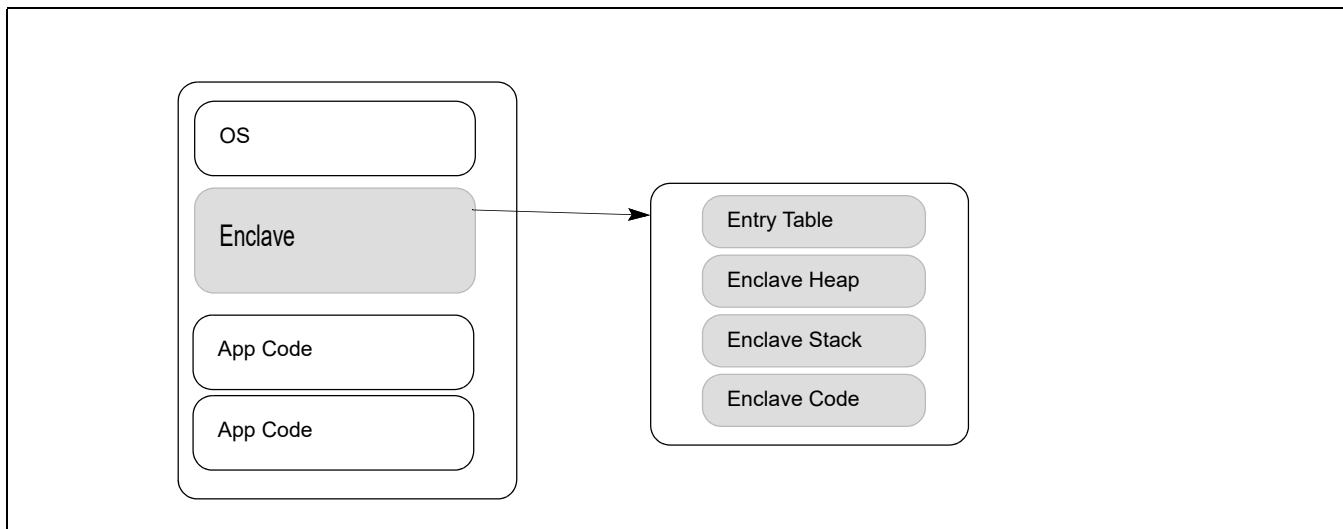 OS
Enclave
App Code
App Code
Entry Table
Enclave Heap
Enclave Stack
Enclave Code